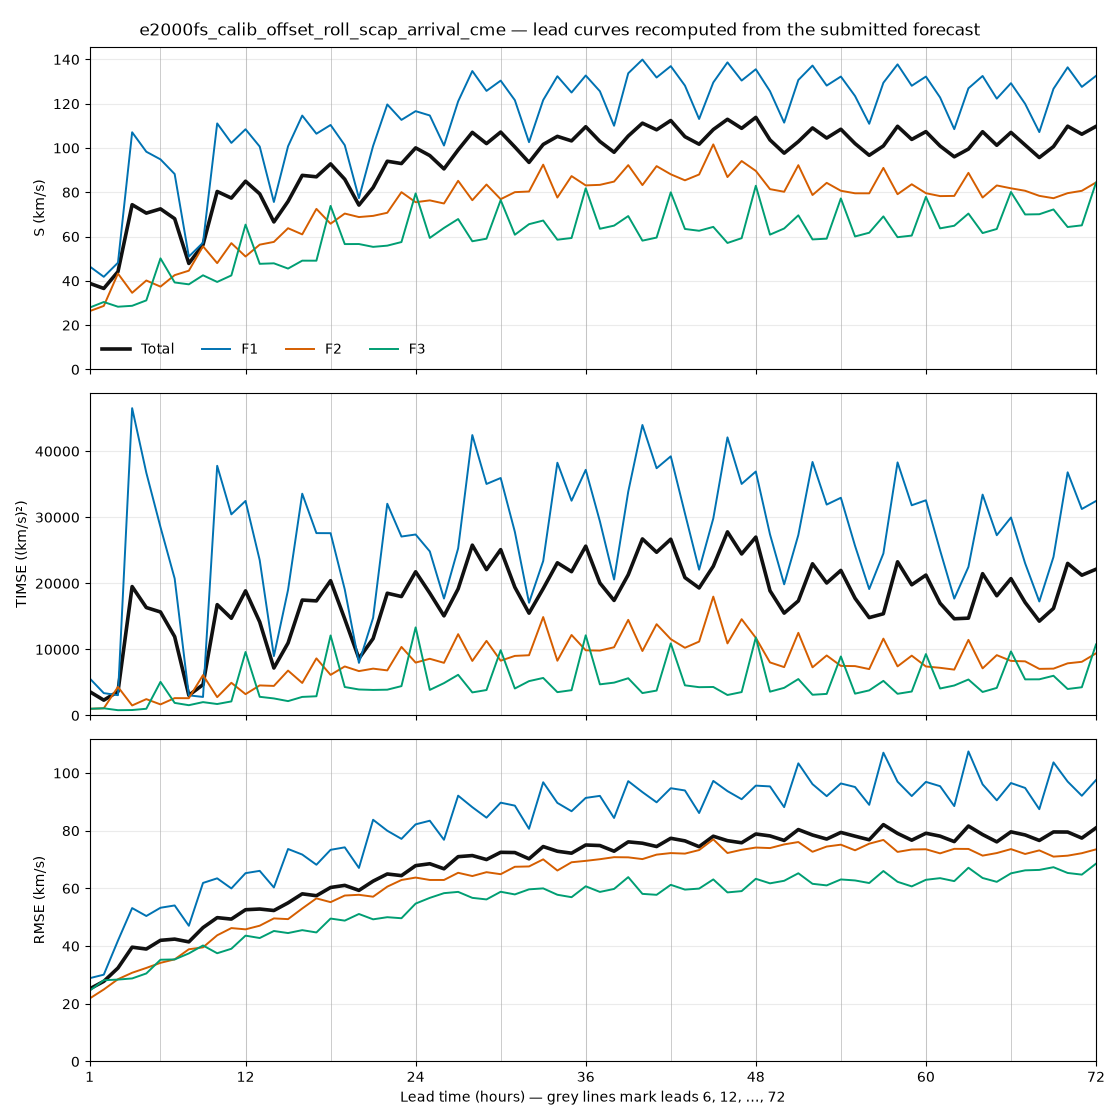 e2000fs_calib_offset_roll_scap_arrival_cme — lead curves recomputed from the submitted forecast
S (km/s)
140
120
100
80
60
40
20
0
Total F1 F2 F3
TIMSE ((km/s)²)
40000
30000
20000
10000
0
RMSE (km/s)
100
80
60
40
20
0
1 12 24 36 48 60 72
Lead time (hours) — grey lines mark leads 6, 12, ..., 72